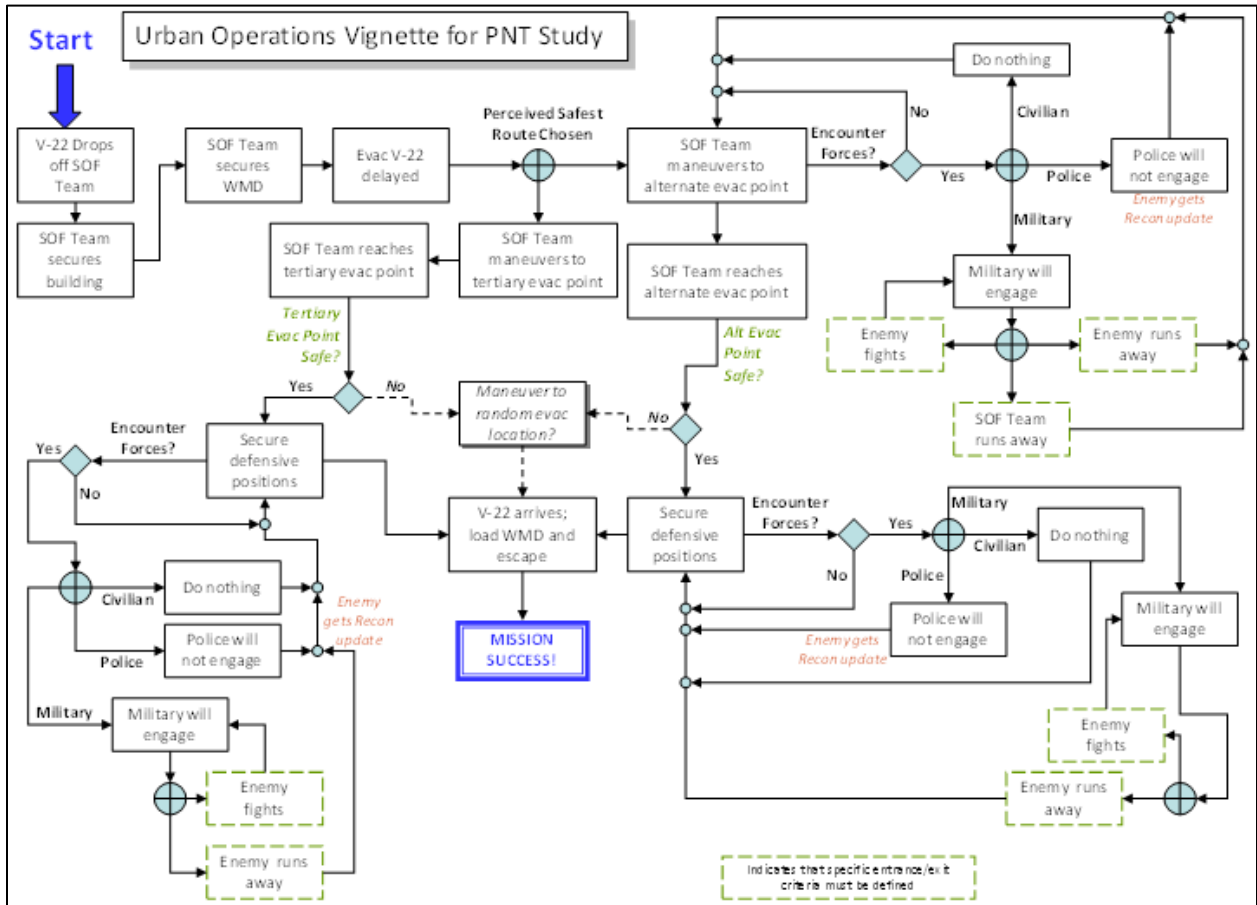 Urban Operations Vignette for PNT Study
Start
V-22 Drops
off SOF
Team
SOF Team
secures
building
SOF Team
secures
WMD
Evac V-22
delayed
Perceived Safest
Route Chosen
SOF Team
maneuvers to
alternate evac point
Encounter
Forces?
No
Yes
Civilian
Do nothing
Police
Police will
not engage
Enemy gets
Recon update
Military
Military will
engage
Enemy
fights
Enemy runs
away
SOF Team
runs away
SOF Team
maneuvers to
tertiary evac point
SOF Team reaches
tertiary evac point
SOF Team reaches
alternate evac point
Tertiary
Evac Point
Safe?
Yes
No
Maneuver to
random evac
location?
Alt Evac
Point
Safe?
No
Yes
Encounter
Forces?
Yes
No
Secure
defensive
positions
V-22 arrives;
load WMD and
escape
MISSION
SUCCESS!
Civilian
Do nothing
Police
Police will
not engage
Enemy
gets Recon
update
Military
Military will
engage
Enemy
fights
Enemy runs
away
Secure
defensive
positions
Encounter
Forces?
Yes
No
Military
Civilian
Do nothing
Police
Police will
not engage
Enemy gets
Recon update
Military will
engage
Enemy
fights
Enemy runs
away
Indicates that specific entrance/exit
criteria must be defined